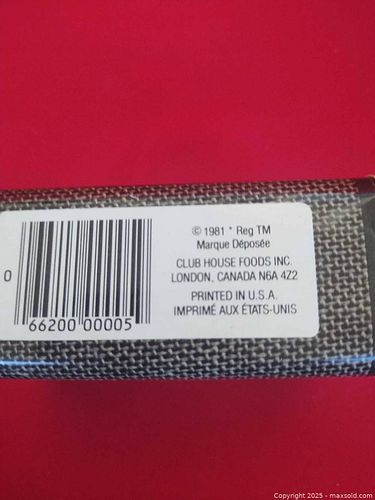 © 1981 * Reg TM
Marque Déposée
CLUB HOUSE FOODS INC.
LONDON, CANADA N6A 4Z2
PRINTED IN U.S.A.
IMPRIMÉ AUX ÉTATS-UNIS
0 66200 00005
Copyright 2025 - maxsold.com